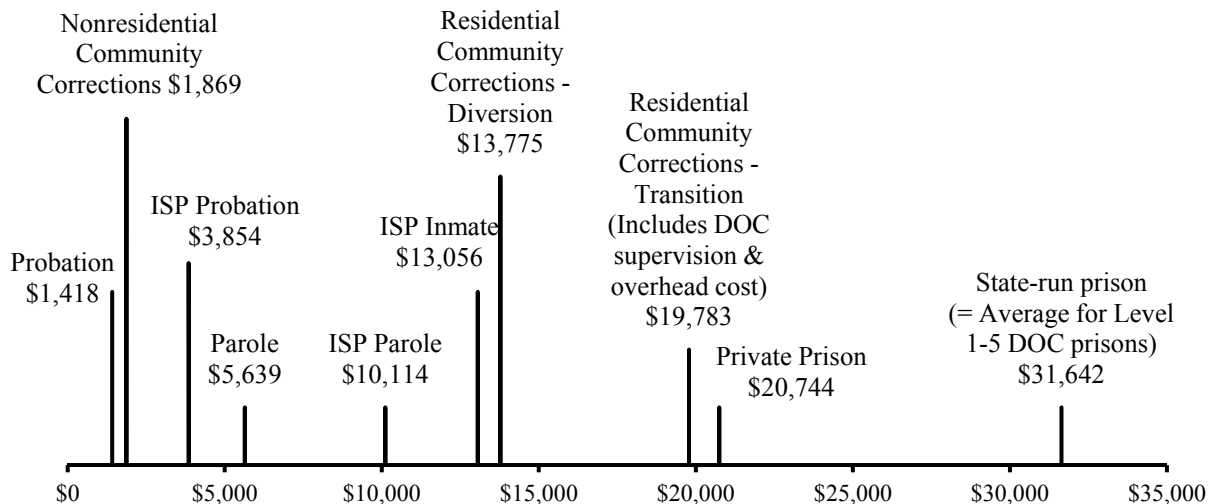 Nonresidential
Community
Corrections $1,869
Residential
Community
Corrections -
Diversion
$13,775
Residential
Community
Corrections -
Transition
(Includes DOC
supervision &
overhead cost)
$19,783
ISP Probation
$3,854
ISP Inmate
$13,056
Probation
$1,418
State-run prison
(= Average for Level
1-5 DOC prisons)
$31,642
Parole
$5,639
ISP Parole
$10,114
Private Prison
$20,744
$0
$5,000
$10,000
$15,000
$20,000
$25,000
$30,000
$35,000